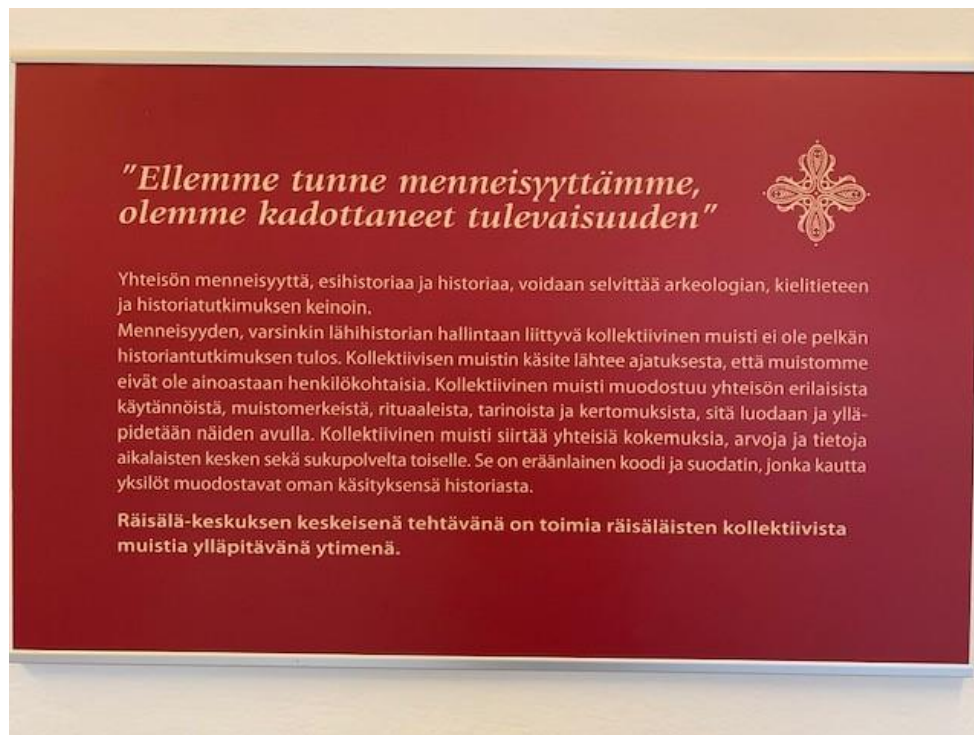 "Ellemme tunne menneisyyttämme,
olemme kadottaneet tulevaisuuden"
Yhteisön menneisyyttä, esihistoriaa ja historiaa, voidaan selvittää arkeologian, kielitieteen
ja historiatutkimuksen keinoin.
Menneisyyden, varsinkin lähihistorian hallintaan liittyvä kollektiivinen muisti ei ole pelkän
historiantutkimuksen tulos. Kollektiivisen muistin käsite lähtee ajatuksesta, että muistomme
eivät ole ainoastaan henkilökohtaisia. Kollektiivinen muisti muodostuu yhteisön erilaisista
käytännöistä, muistomerkeistä, rituaaleista, tarinoista ja kertomuksista, sitä luodaan ja yllä-
pidetään näiden avulla. Kollektiivinen muisti siirtää yhteisiä kokemuksia, arvoja ja tietoja
aikalaisten kesken sekä sukupolvelta toiselle. Se on eräänlainen koodi ja suodatin, jonka kautta
yksilöt muodostavat oman käsityksensä historiasta.
Räisälä-keskuksen keskeisenä tehtävänä on toimia räisäläisten kollektiivista
muistia ylläpitävänä ytimenä.